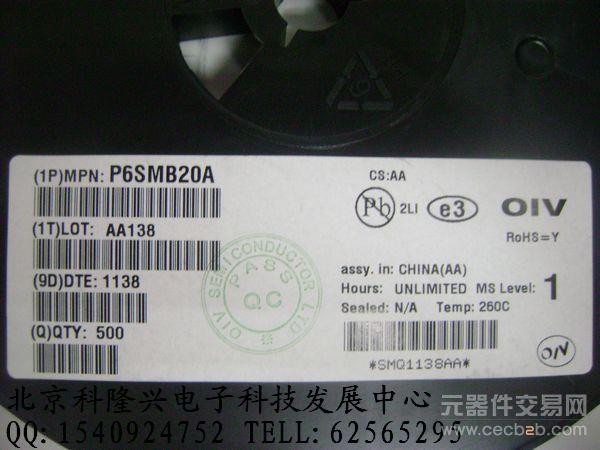 (1P)MPN: P6SMB20A
(1T)LOT: AA138
(9D)DTE: 1138
(Q)QTY: 500
CS:AA
Pb 2LI e3 OIV
RoHS=Y
assy. in: CHINA(AA)
Hours: UNLIMITED MS Level: 1
Sealed: N/A Temp: 260C
*SMQ1138AA*
OIV
OIV SEMICONDUCTOR LTD
PASS
QC
北京科隆兴电子科技发展中心
QQ: 1540924752 TELL: 62565295
元器件交易网
www.cecb2b.com